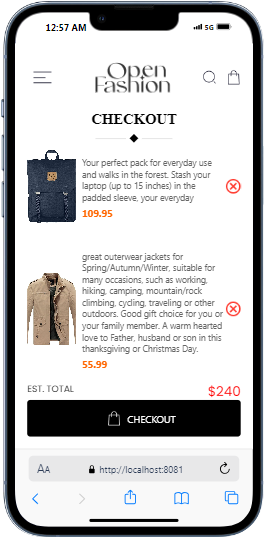 12:57 AM
5G
Open
Fashion
CHECKOUT
Your perfect pack for everyday use
and walks in the forest. Stash your
laptop (up to 15 inches) in the
padded sleeve, your everyday
109.95
great outerwear jackets for
Spring/Autumn/Winter, suitable for
many occasions, such as working,
hiking, camping, mountain/rock
climbing, cycling, traveling or other
outdoors. Good gift choice for you or
your family member. A warm hearted
love to Father, husband or son in this
thanksgiving or Christmas Day.
55.99
EST. TOTAL
$240
CHECKOUT
AA
http://localhost:8081